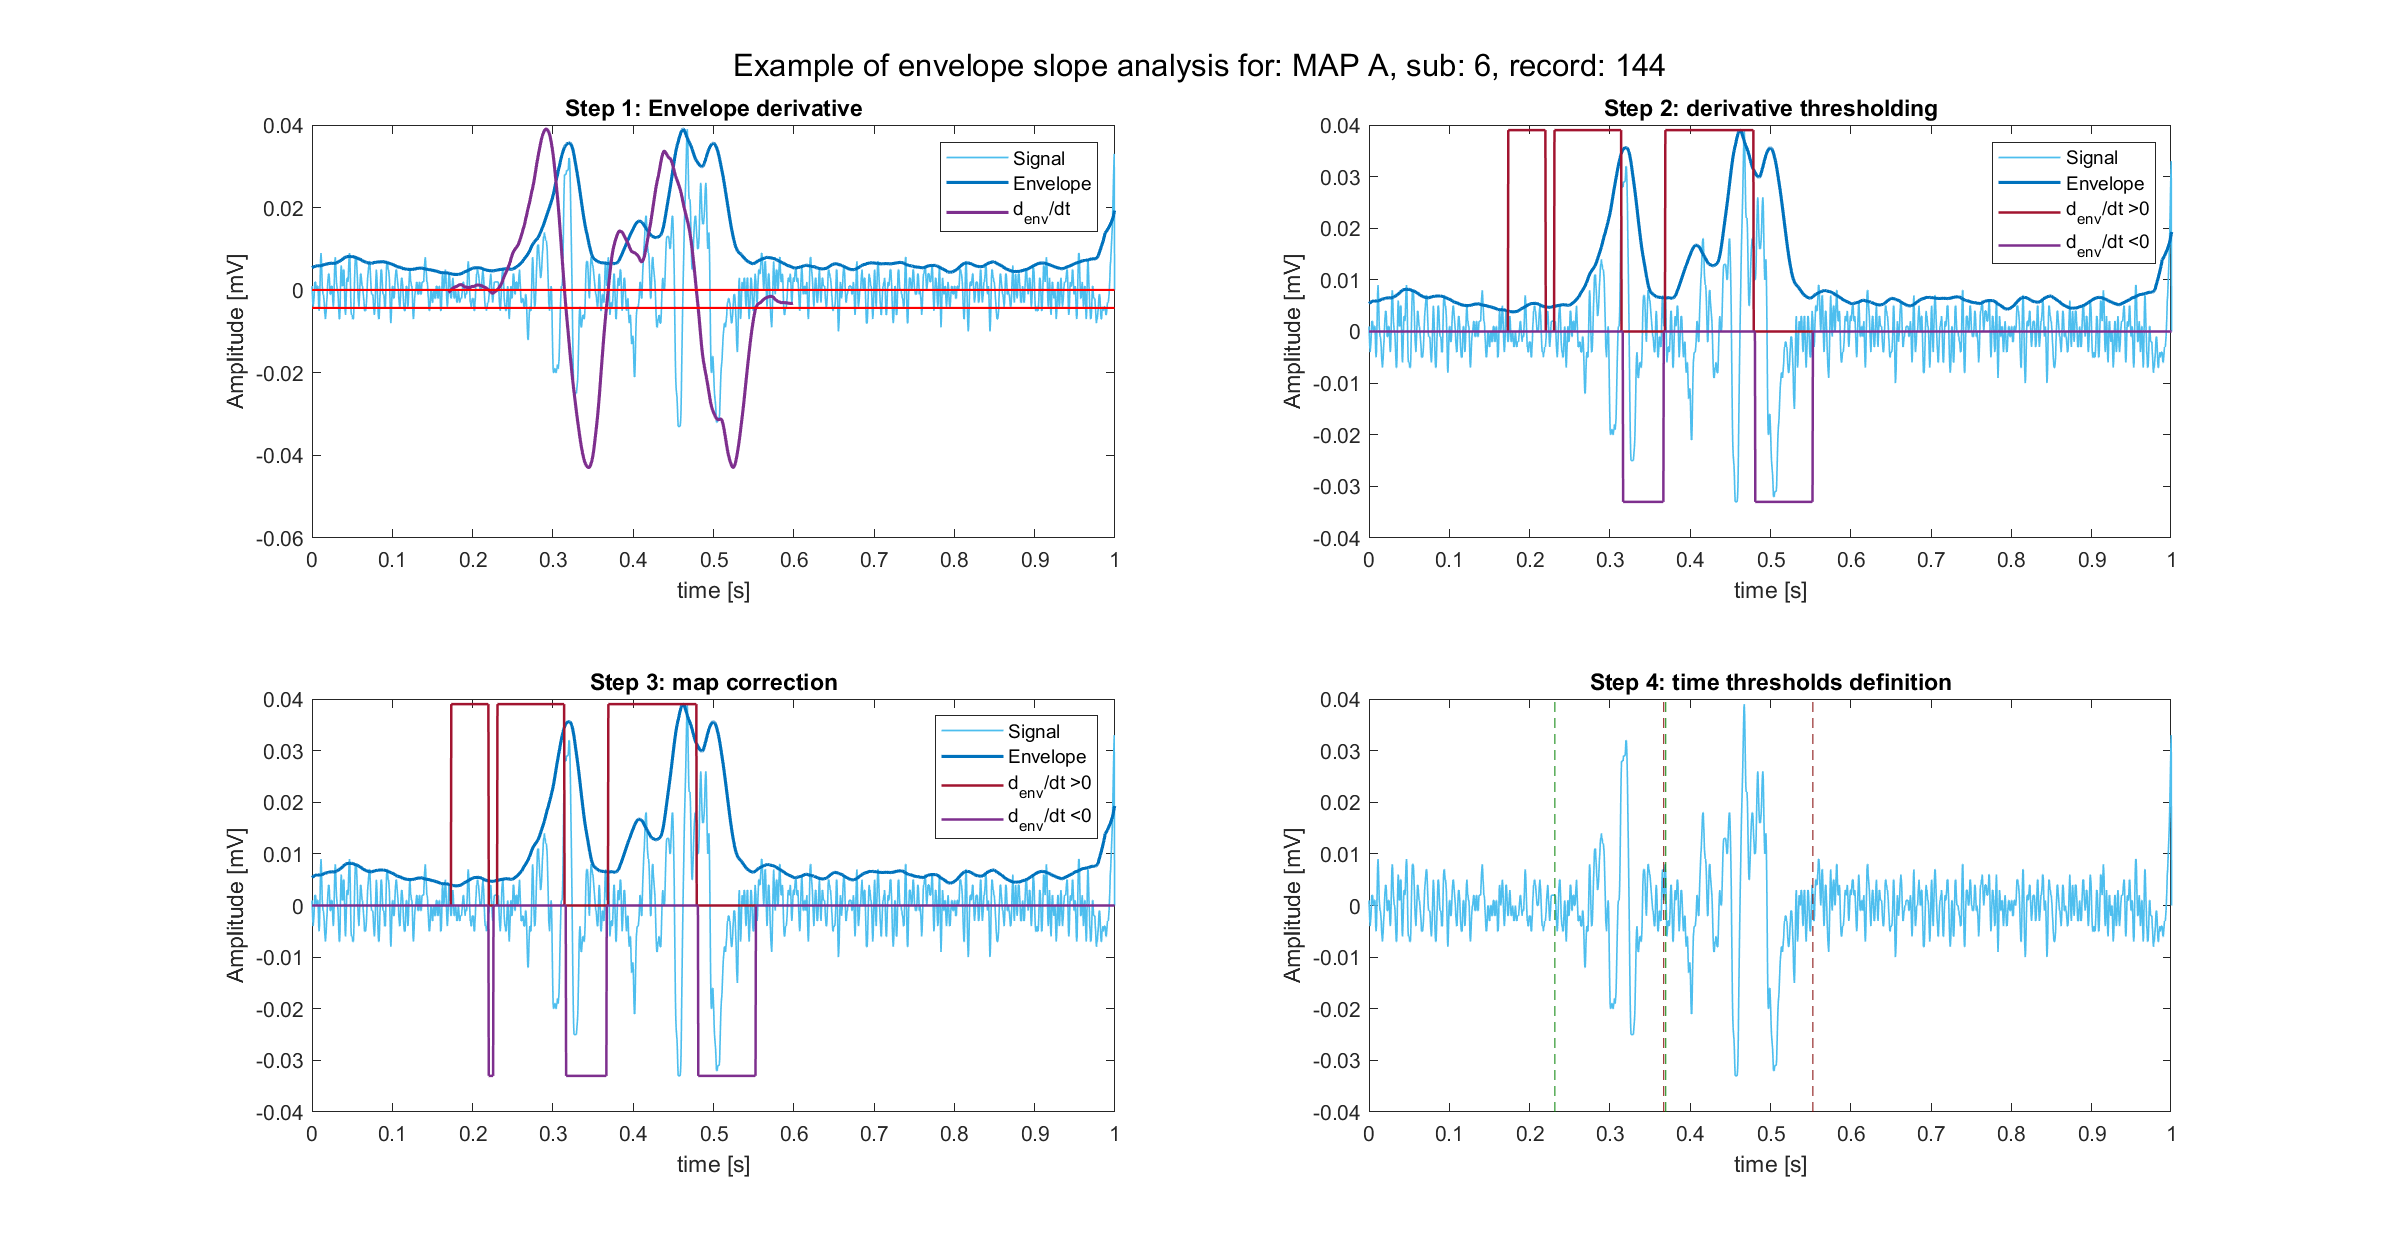 Example of envelope slope analysis for: MAP A, sub: 6, record: 144
Step 1: Envelope derivative
0.04
0.02
0
-0.02
-0.04
-0.06
Amplitude [mV]
0 0.1 0.2 0.3 0.4 0.5 0.6 0.7 0.8 0.9 1
time [s]
Signal
Envelope
d_env/dt
Step 2: derivative thresholding
0.04
0.03
0.02
0.01
0
-0.01
-0.02
-0.03
-0.04
Amplitude [mV]
0 0.1 0.2 0.3 0.4 0.5 0.6 0.7 0.8 0.9 1
time [s]
Signal
Envelope
d_env/dt >0
d_env/dt <0
Step 3: map correction
0.04
0.03
0.02
0.01
0
-0.01
-0.02
-0.03
-0.04
Amplitude [mV]
0 0.1 0.2 0.3 0.4 0.5 0.6 0.7 0.8 0.9 1
time [s]
Signal
Envelope
d_env/dt >0
d_env/dt <0
Step 4: time thresholds definition
0.04
0.03
0.02
0.01
0
-0.01
-0.02
-0.03
-0.04
Amplitude [mV]
0 0.1 0.2 0.3 0.4 0.5 0.6 0.7 0.8 0.9 1
time [s]